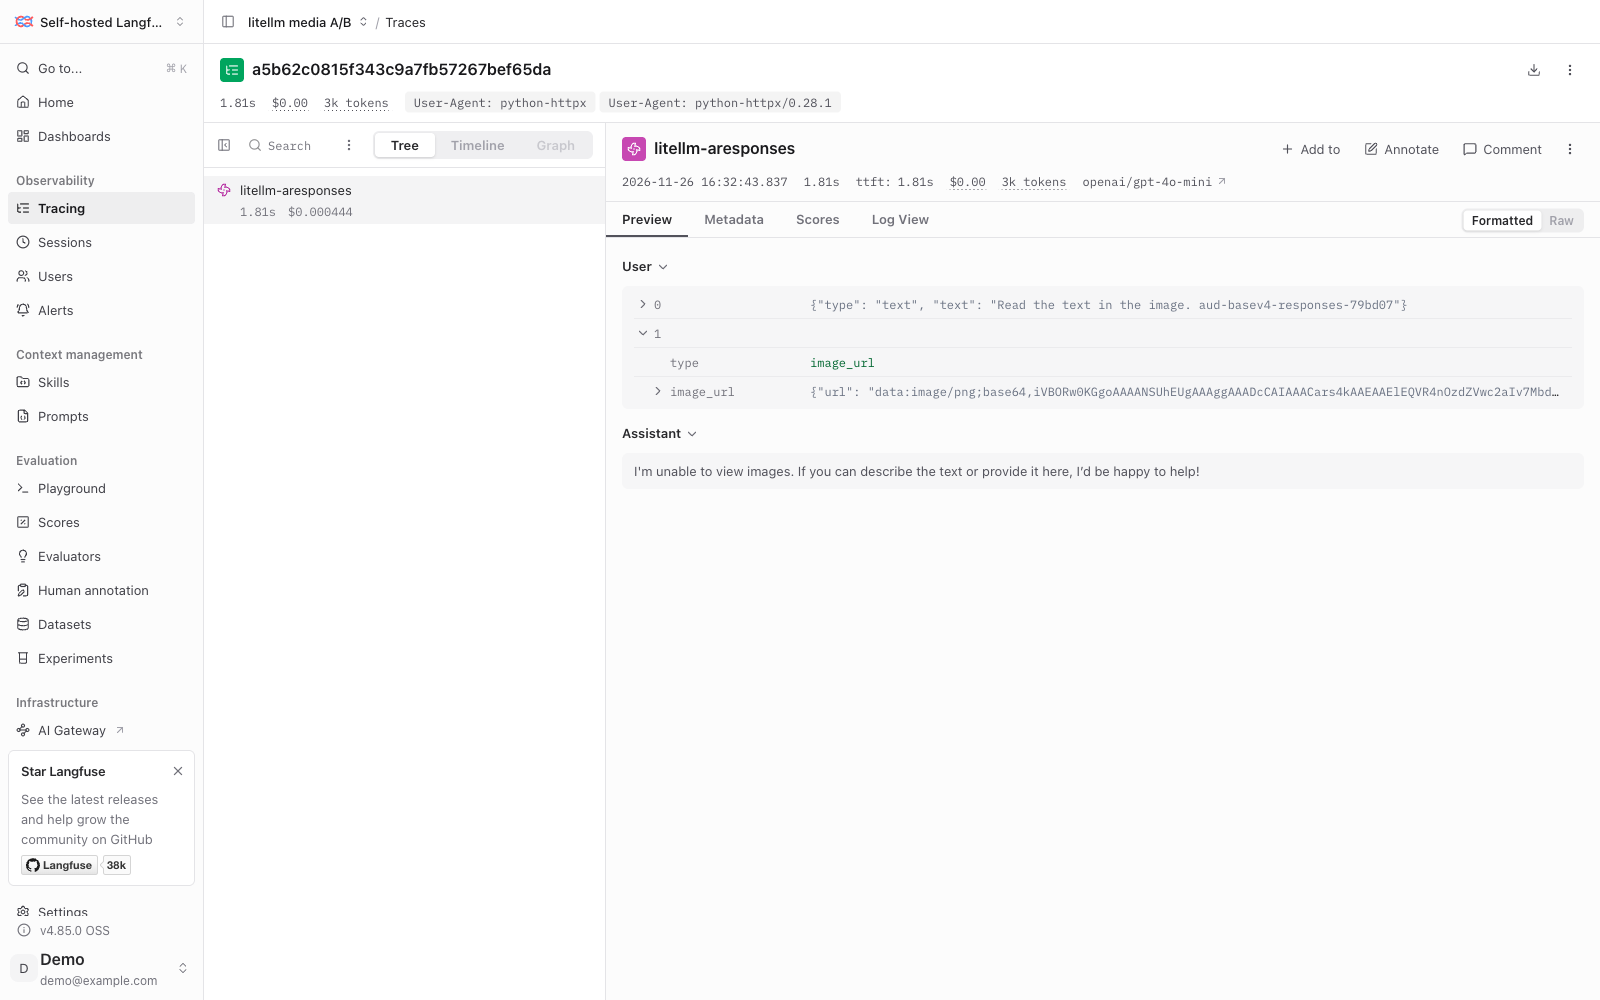 Self-hosted Langf...
litellm media A/B / Traces
Go to... ⌘ K
Home
Dashboards
Observability
Tracing
Sessions
Users
Alerts
Context management
Skills
Prompts
Evaluation
Playground
Scores
Evaluators
Human annotation
Datasets
Experiments
Infrastructure
AI Gateway
Star Langfuse
See the latest releases
and help grow the
community on GitHub
Langfuse 38k
Settings
v4.85.0 OSS
D
Demo
demo@example.com
a5b62c0815f343c9a7fb57267bef65da
1.81s $0.00 3k tokens User-Agent: python-httpx User-Agent: python-httpx/0.28.1
Search Tree Timeline Graph
litellm-aresponses
1.81s $0.000444
litellm-aresponses
Add to Annotate Comment
2026-11-26 16:32:43.837 1.81s ttft: 1.81s $0.00 3k tokens openai/gpt-4o-mini
Preview Metadata Scores Log View Formatted Raw
User
0 {"type": "text", "text": "Read the text in the image. aud-basev4-responses-79bd07"}
1
type image_url
image_url {"url": "data:image/png;base64,iVBORw0KGgoAAAANSUhEUgAAAggAAADcCAIAAACars4kAAEAAElEQVR4nOzdZVwc2aIv7Mbd…
Assistant
I'm unable to view images. If you can describe the text or provide it here, I'd be happy to help!